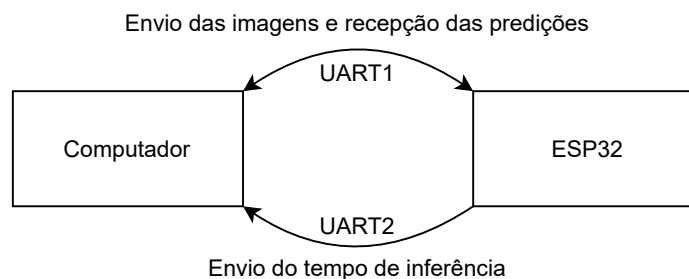 Envio das imagens e recepção das predições
UART1
Computador
ESP32
UART2
Envio do tempo de inferência